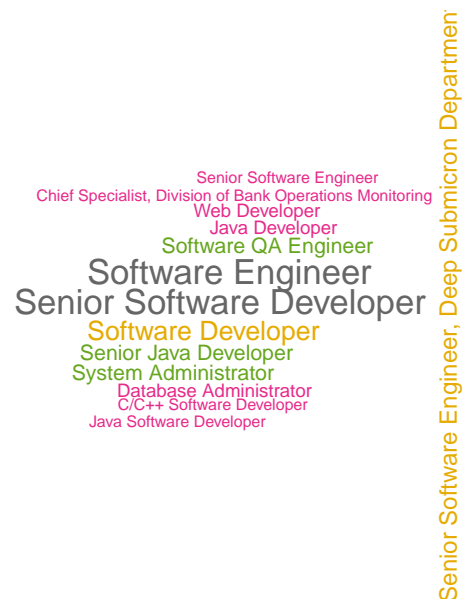 Senior Software Engineer
Chief Specialist, Division of Bank Operations Monitoring
Web Developer
Java Developer
Software QA Engineer
Software Engineer
Senior Software Developer
Software Developer
Senior Java Developer
System Administrator
Database Administrator
C/C++ Software Developer
Java Software Developer
Senior Software Engineer, Deep Submicron Departmen